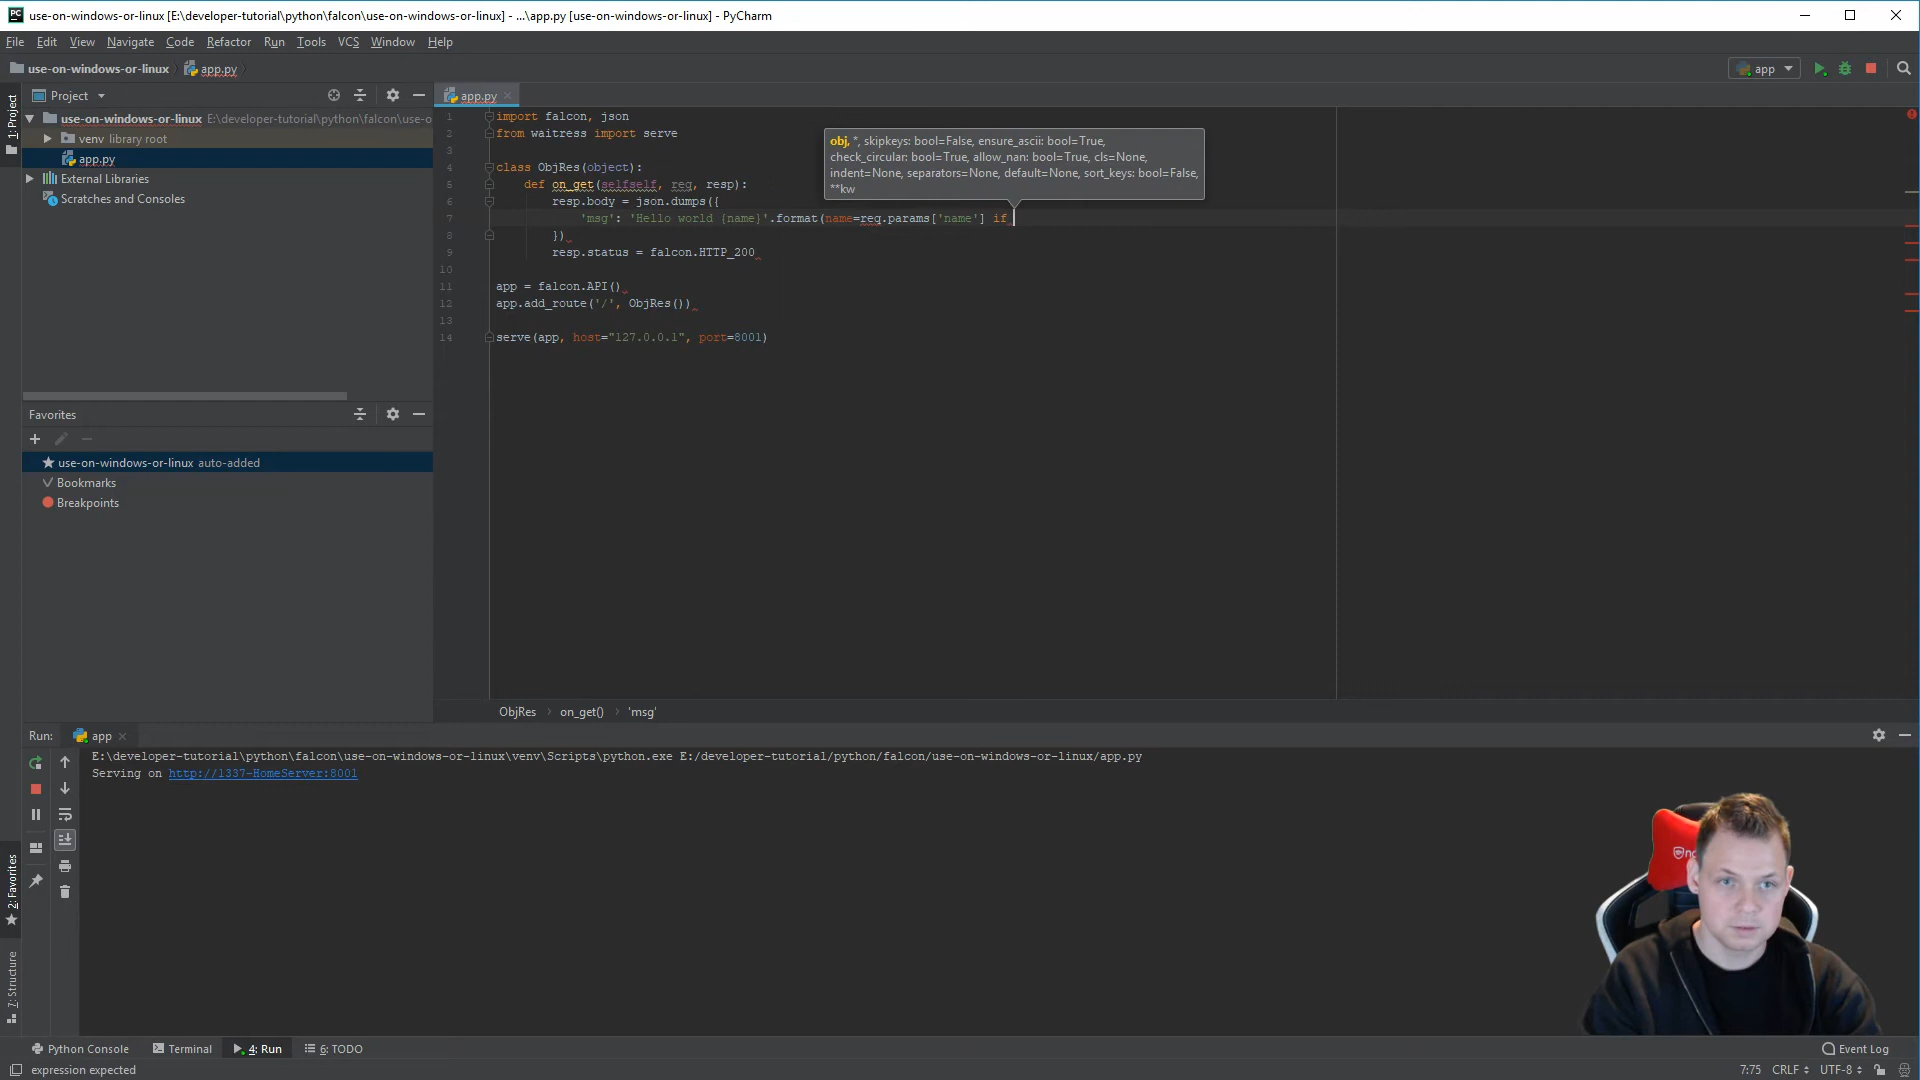 use-on-windows-or-linux [E:\developer-tutorial\python\falcon\use-on-windows-or-linux] - ...\app.py [use-on-windows-or-linux] - PyCharm
File Edit View Navigate Code Refactor Run Tools VCS Window Help
use-on-windows-or-linux app.py
app
Project
app.py
1: Project
use-on-windows-or-linux E:\developer-tutorial\python\falcon\use-o
venv library root
app.py
External Libraries
Scratches and Consoles
1 import falcon, json
2 from waitress import serve
3
4 class ObjRes(object):
5 def on_get(selfself, req, resp):
6 resp.body = json.dumps({
7 'msg': 'Hello world {name}'.format(name=req.params['name'] if
8 })
9 resp.status = falcon.HTTP_200
10
11 app = falcon.API()
12 app.add_route('/', ObjRes())
13
14 serve(app, host="127.0.0.1", port=8001)
obj, *, skipkeys: bool=False, ensure_ascii: bool=True,
check_circular: bool=True, allow_nan: bool=True, cls=None,
indent=None, separators=None, default=None, sort_keys: bool=False,
**kw
Favorites
use-on-windows-or-linux auto-added
Bookmarks
Breakpoints
ObjRes on_get() 'msg'
Run: app
E:\developer-tutorial\python\falcon\use-on-windows-or-linux\venv\Scripts\python.exe E:/developer-tutorial/python/falcon/use-on-windows-or-linux/app.py
Serving on http://1337-HomeServer:8001
2: Favorites
7: Structure
Python Console Terminal 4: Run 6: TODO
Event Log
expression expected
7:75 CRLF UTF-8